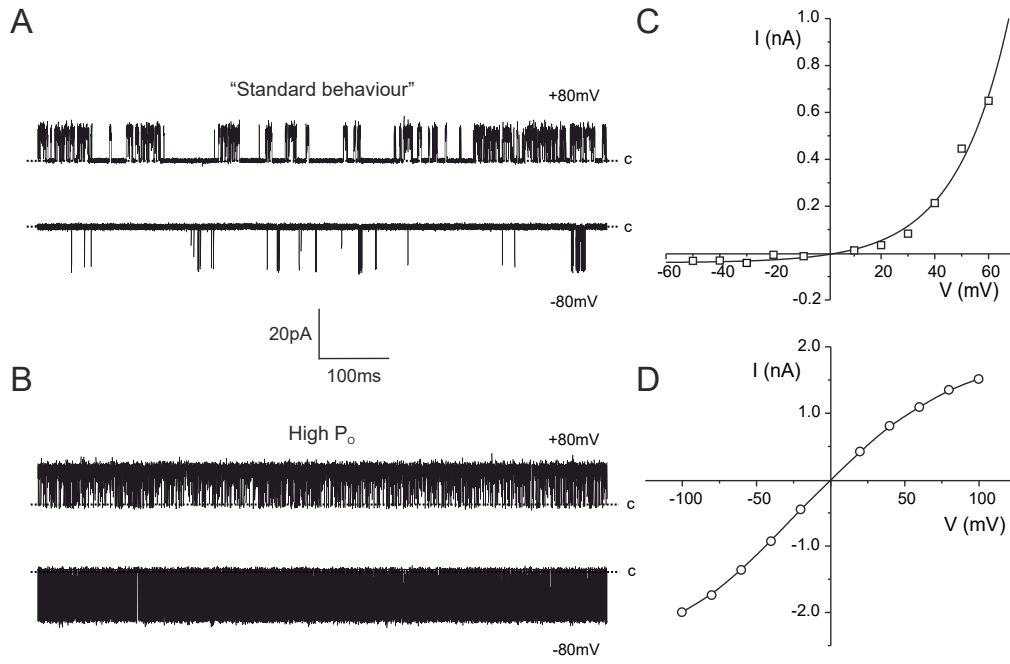 A
“Standard behaviour”
+80mV
c
c
-80mV
20pA
100ms
B
High Po
+80mV
c
c
-80mV
C
I (nA)
1.0
0.8
0.6
0.4
0.2
-0.2
-60 -40 -20 20 40 60
V (mV)
D
I (nA)
2.0
1.0
-1.0
-2.0
-100 -50 50 100
V (mV)